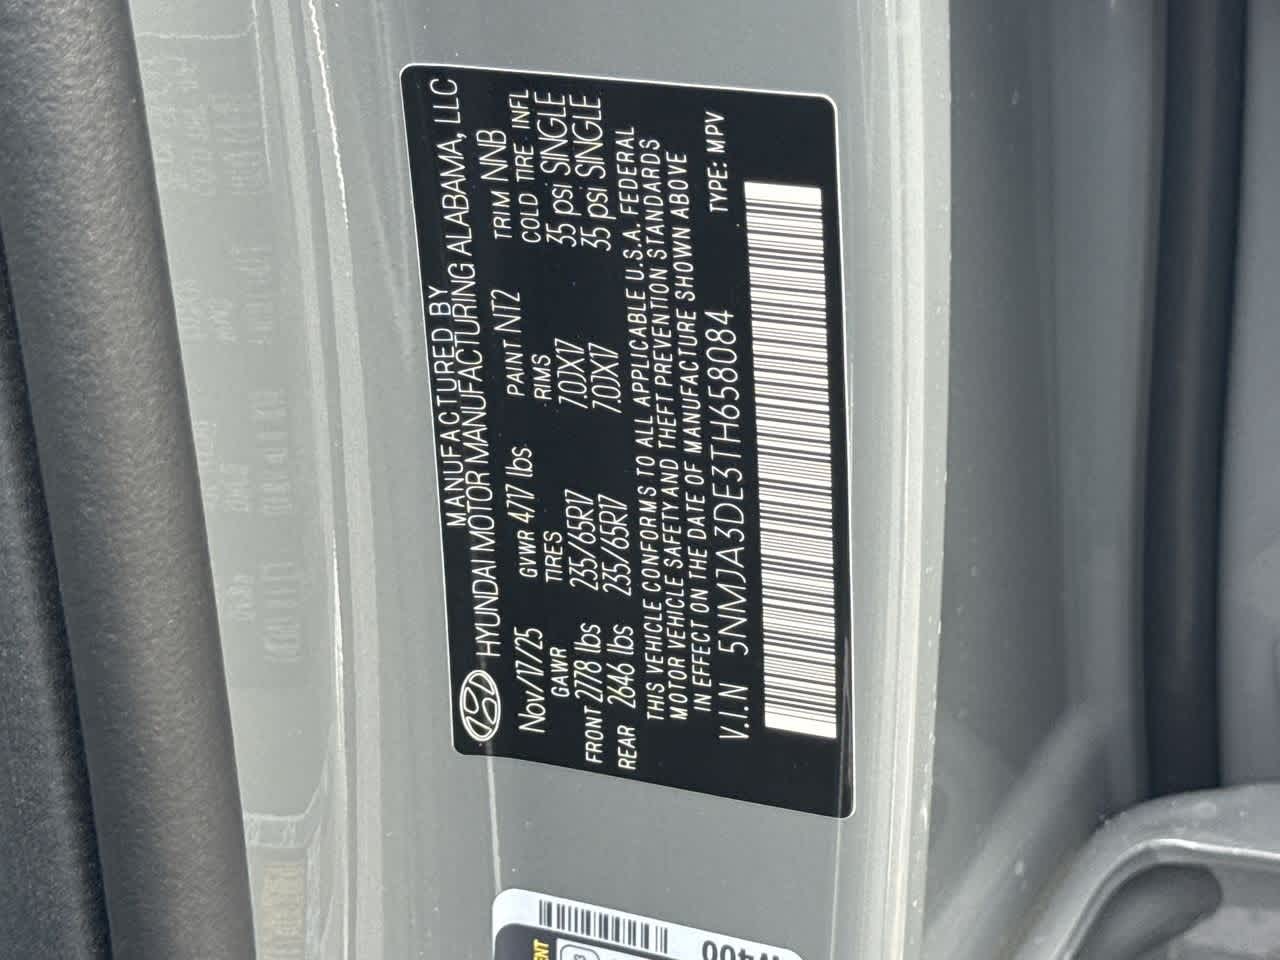 MANUFACTURED BY
HYUNDAI MOTOR MANUFACTURING ALABAMA, LLC
Nov/17/25 GVWR 4717 lbs PAINT NT2 TRIM NNB
GAWR TIRES RIMS COLD TIRE INFL
FRONT 2778 lbs 235/65R17 7.0JX17 35 psi SINGLE
REAR 2646 lbs 235/65R17 7.0JX17 35 psi SINGLE
THIS VEHICLE CONFORMS TO ALL APPLICABLE U.S.A. FEDERAL
MOTOR VEHICLE SAFETY AND THEFT PREVENTION STANDARDS
IN EFFECT ON THE DATE OF MANUFACTURE SHOWN ABOVE
V.I.N 5NMJA3DE3TH658084 TYPE: MPV